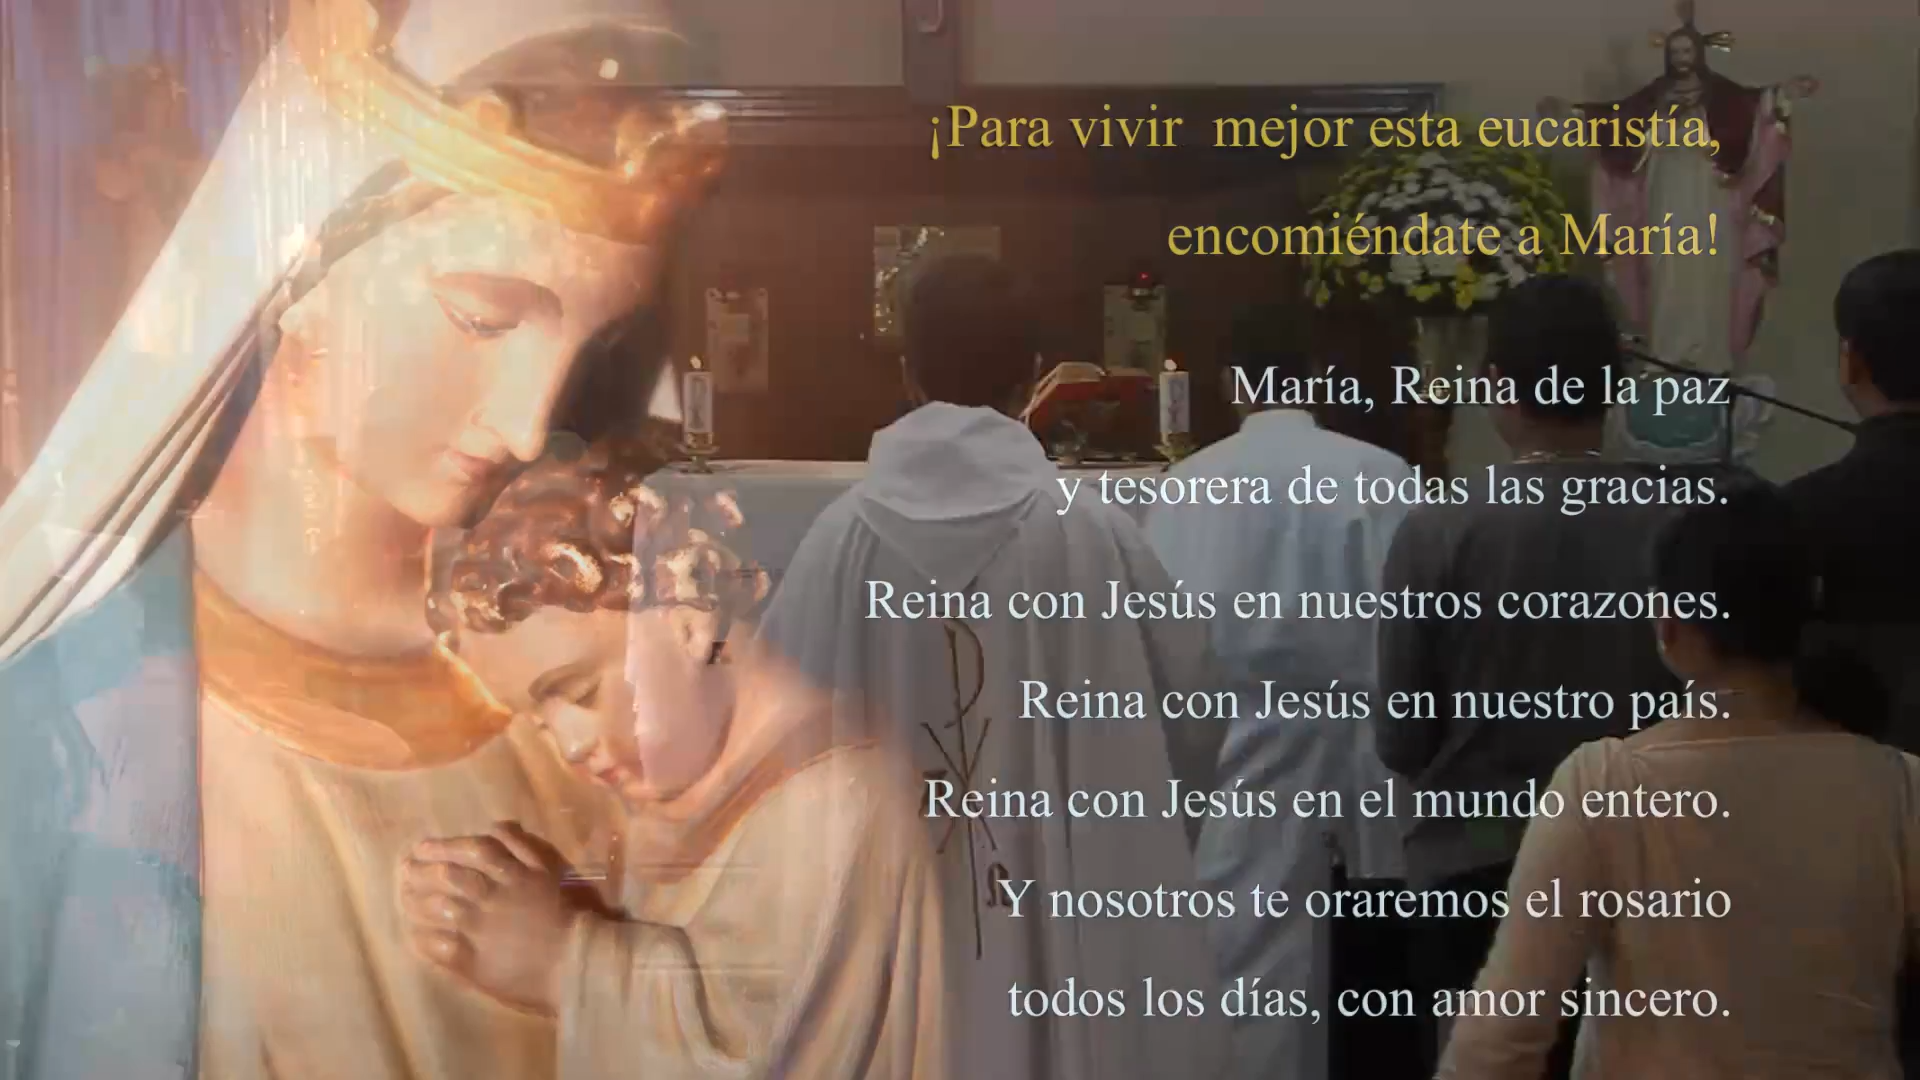 ¡Para vivir mejor esta eucaristía,
encomiéndate a María!
María, Reina de la paz
y tesorera de todas las gracias.
Reina con Jesús en nuestros corazones.
Reina con Jesús en nuestro país.
Reina con Jesús en el mundo entero.
Y nosotros te oraremos el rosario
todos los días, con amor sincero.